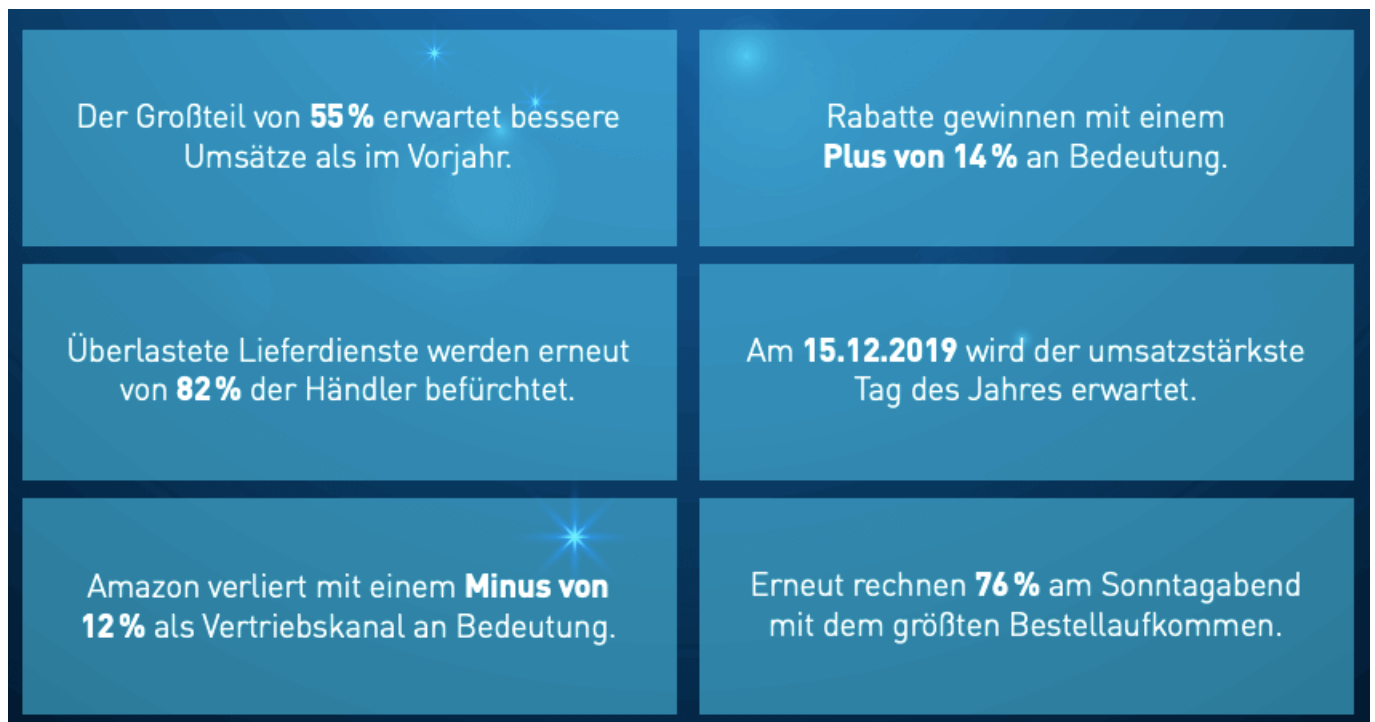 Der Großteil von 55 % erwartet bessere
Umsätze als im Vorjahr.
Rabatte gewinnen mit einem
Plus von 14 % an Bedeutung.
Überlastete Lieferdienste werden erneut
von 82 % der Händler befürchtet.
Am 15.12.2019 wird der umsatzstärkste
Tag des Jahres erwartet.
Amazon verliert mit einem Minus von
12 % als Vertriebskanal an Bedeutung.
Erneut rechnen 76 % am Sonntagabend
mit dem größten Bestellaufkommen.